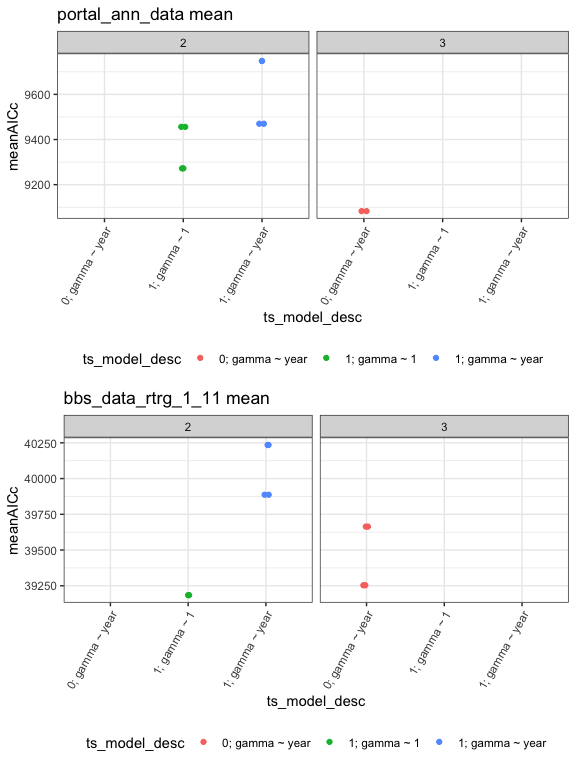 portal_ann_data mean
2 3
meanAICc
9600
9400
9200
0; gamma ~ year 1; gamma ~ 1 1; gamma ~ year 0; gamma ~ year 1; gamma ~ 1 1; gamma ~ year
ts_model_desc
ts_model_desc 0; gamma ~ year 1; gamma ~ 1 1; gamma ~ year
bbs_data_rtrg_1_11 mean
2 3
meanAICc
40250
40000
39750
39500
39250
0; gamma ~ year 1; gamma ~ 1 1; gamma ~ year 0; gamma ~ year 1; gamma ~ 1 1; gamma ~ year
ts_model_desc
ts_model_desc 0; gamma ~ year 1; gamma ~ 1 1; gamma ~ year